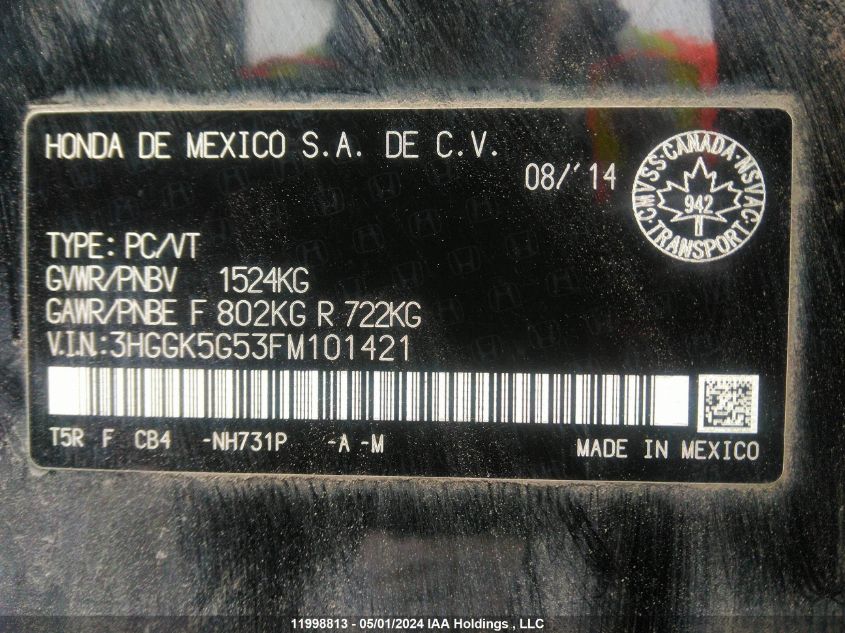 HONDA DE MEXICO S.A. DE C.V.
08/'14
CMVSS · CANADA · NSVAC · TRANSPORT ·
942
TYPE: PC/VT
GVWR/PNBV 1524KG
GAWR/PNBE F 802KG R 722KG
V.I.N.:3HGGK5G53FM101421
T5R F CB4 -NH731P -A -M MADE IN MEXICO
11998813 - 05/01/2024 IAA Holdings , LLC